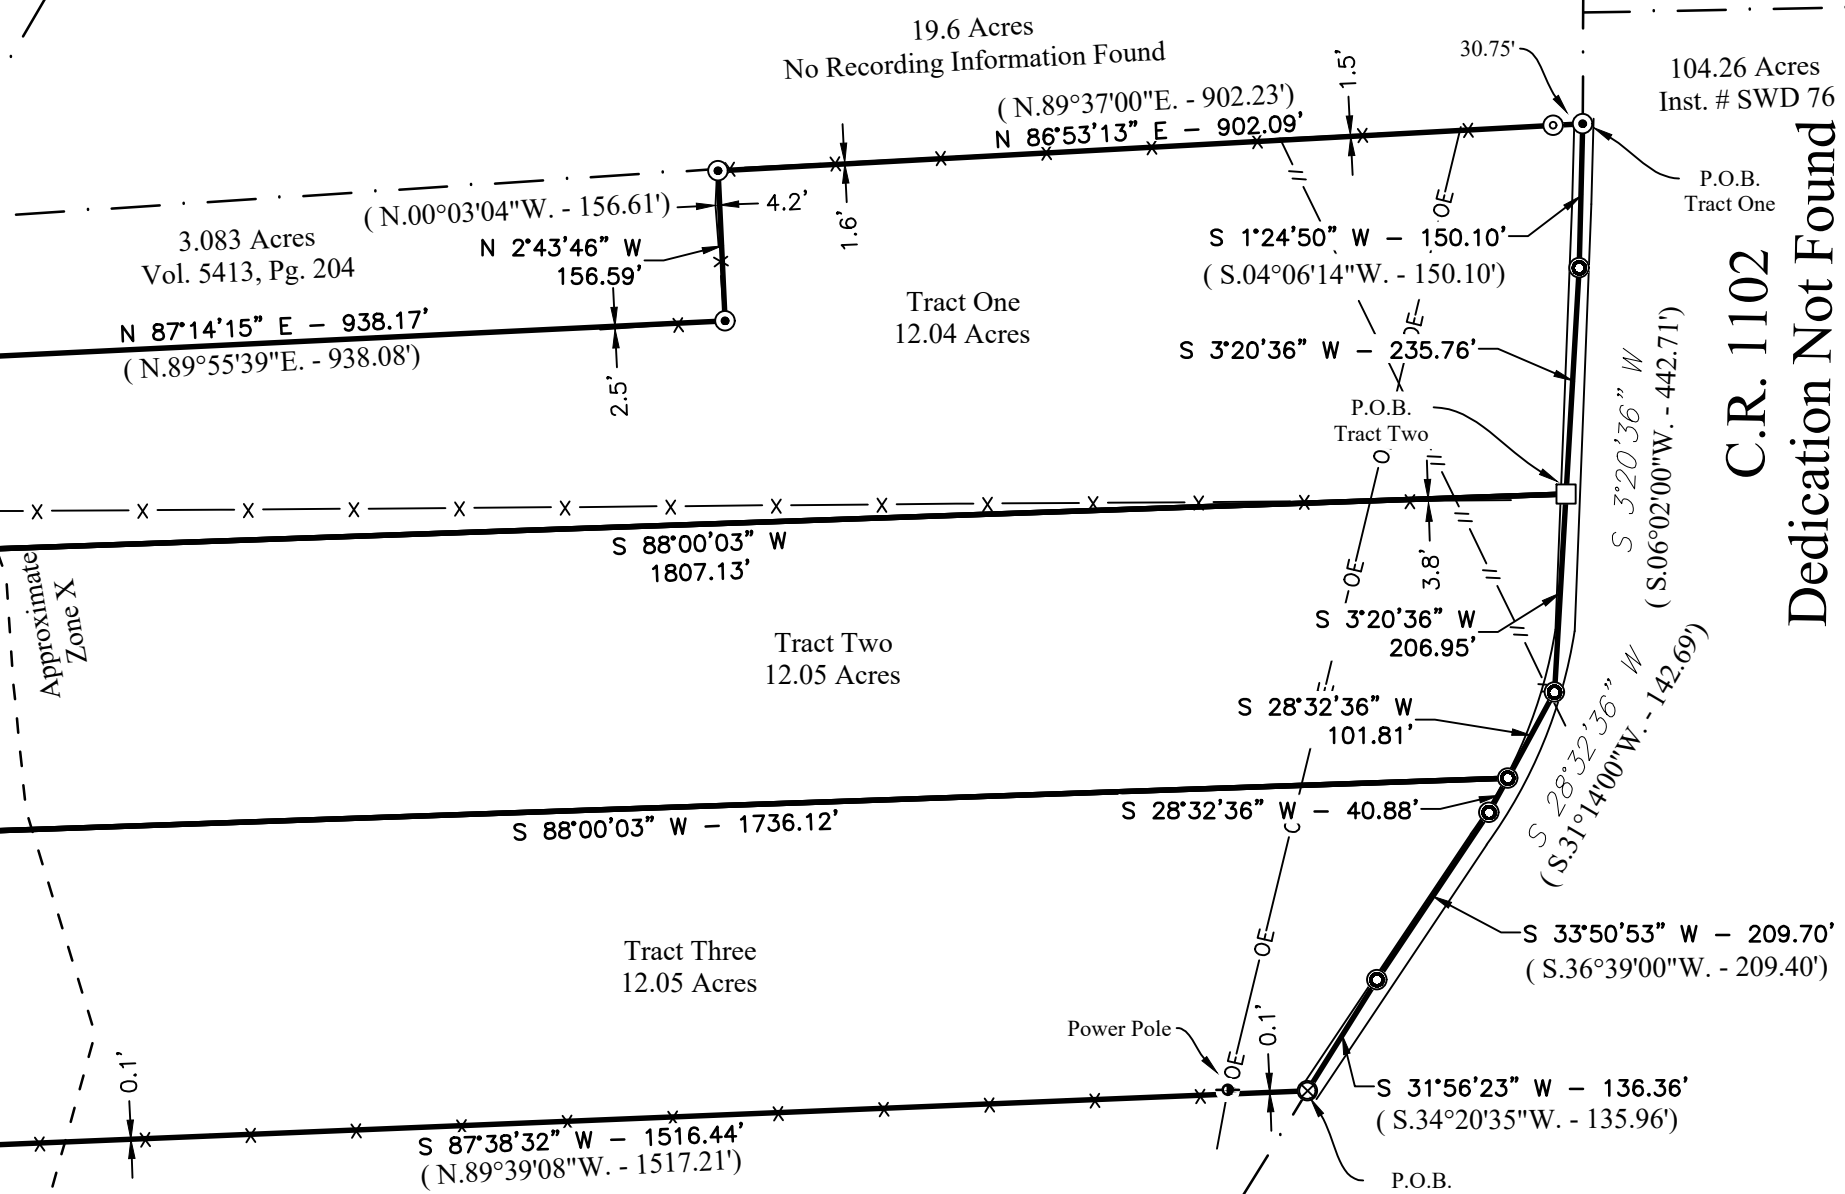 19.6 Acres
No Recording Information Found
30.75'
104.26 Acres
Inst. # SWD 76
( N.89°37'00"E. - 902.23')
N 86°53'13" E - 902.09'
1.5'
P.O.B.
Tract One
( N.00°03'04"W. - 156.61')
4.2'
1.6'
OE
3.083 Acres
Vol. 5413, Pg. 204
N 2°43'46" W
156.59'
S 1°24'50" W - 150.10'
( S.04°06'14"W. - 150.10')
C.R. 1102
Dedication Not Found
N 87°14'15" E - 938.17'
( N.89°55'39"E. - 938.08')
Tract One
12.04 Acres
OE
S 3°20'36" W - 235.76'
2.5'
P.O.B.
Tract Two
S 3°20'36" W
( S.06°02'00"W. - 442.71')
S 88°00'03" W
1807.13'
OE
3.8'
Approximate
Zone X
Tract Two
12.05 Acres
S 3°20'36" W
206.95'
S 28°32'36" W
101.81'
S 28°32'36" W
( S.31°14'00"W. - 142.69')
S 88°00'03" W - 1736.12'
S 28°32'36" W - 40.88'
Tract Three
12.05 Acres
OE
S 33°50'53" W - 209.70'
( S.36°39'00"W. - 209.40')
Power Pole
0.1'
OE
0.1'
S 31°56'23" W - 136.36'
( S.34°20'35"W. - 135.96')
S 87°38'32" W - 1516.44'
( N.89°39'08"W. - 1517.21')
P.O.B.